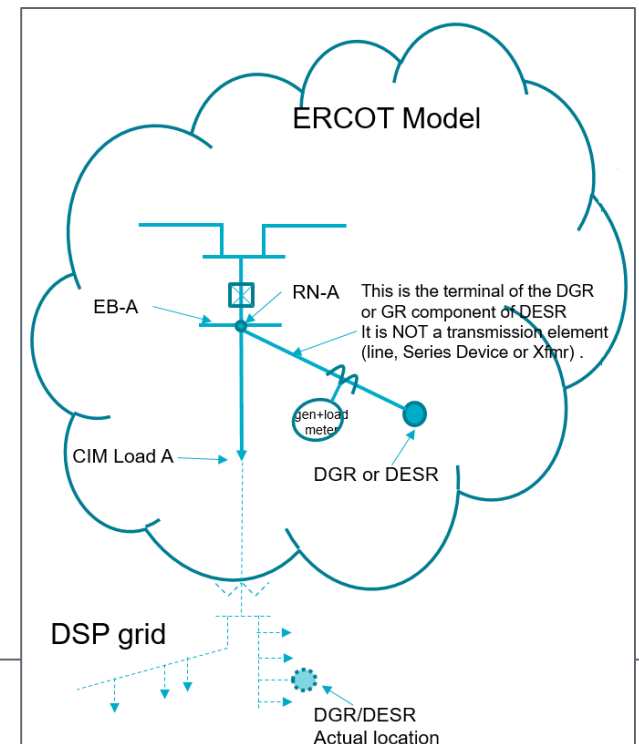 ERCOT Model
EB-A
RN-A
This is the terminal of the DGR
or GR component of DESR
It is NOT a transmission element
(line, Series Device or Xfmr) .
gen+load
meter
CIM Load A
DGR or DESR
DSP grid
DGR/DESR
Actual location